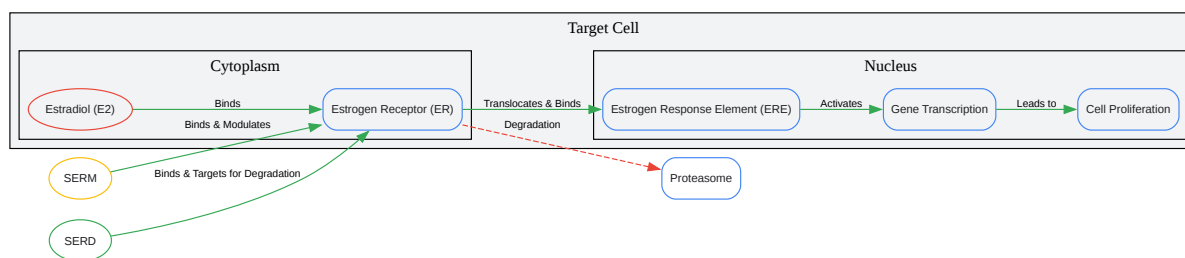 Target Cell
Cytoplasm
Nucleus
Estradiol (E2)
Binds
Estrogen Receptor (ER)
Translocates & Binds
Estrogen Response Element (ERE)
Activates
Gene Transcription
Leads to
Cell Proliferation
Binds & Modulates
Degradation
SERM
Binds & Targets for Degradation
Proteasome
SERD